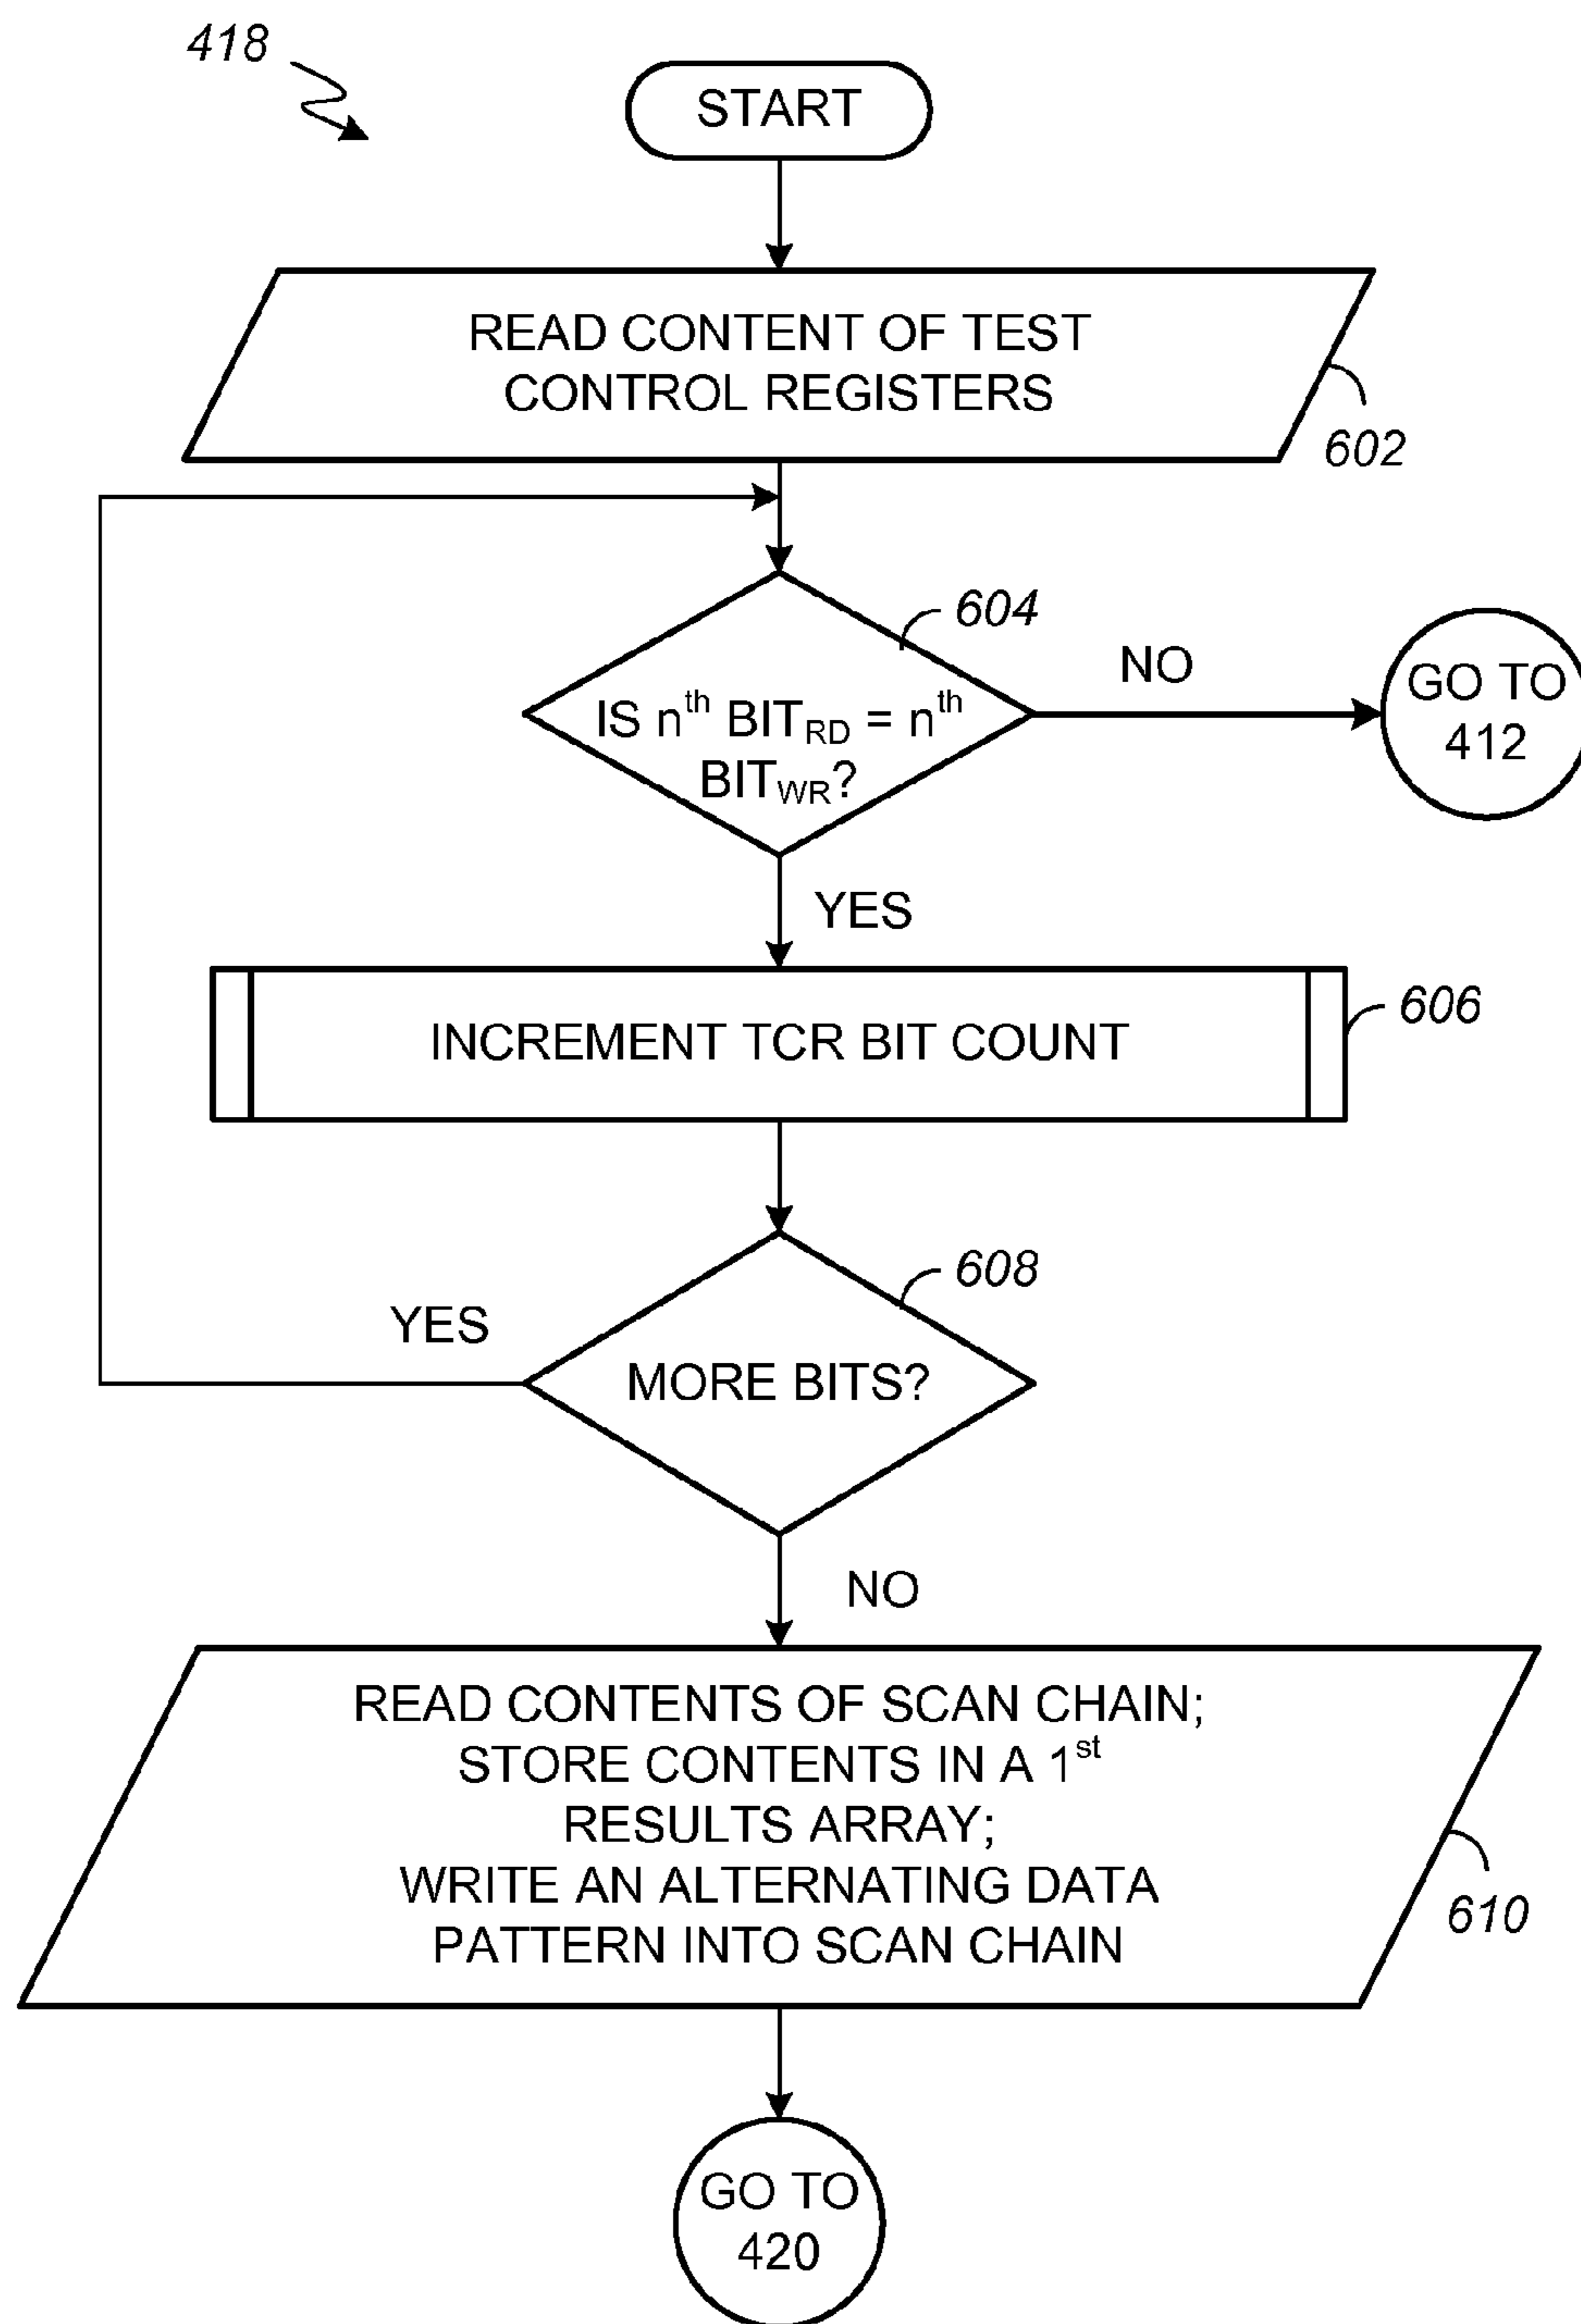 418
START
READ CONTENT OF TEST
CONTROL REGISTERS
602
604
NO
GO TO
412
IS nth BITRD = nth
BITWR?
YES
INCREMENT TCR BIT COUNT
606
608
YES
MORE BITS?
NO
READ CONTENTS OF SCAN CHAIN;
STORE CONTENTS IN A 1st
RESULTS ARRAY;
WRITE AN ALTERNATING DATA
PATTERN INTO SCAN CHAIN
610
GO TO
420